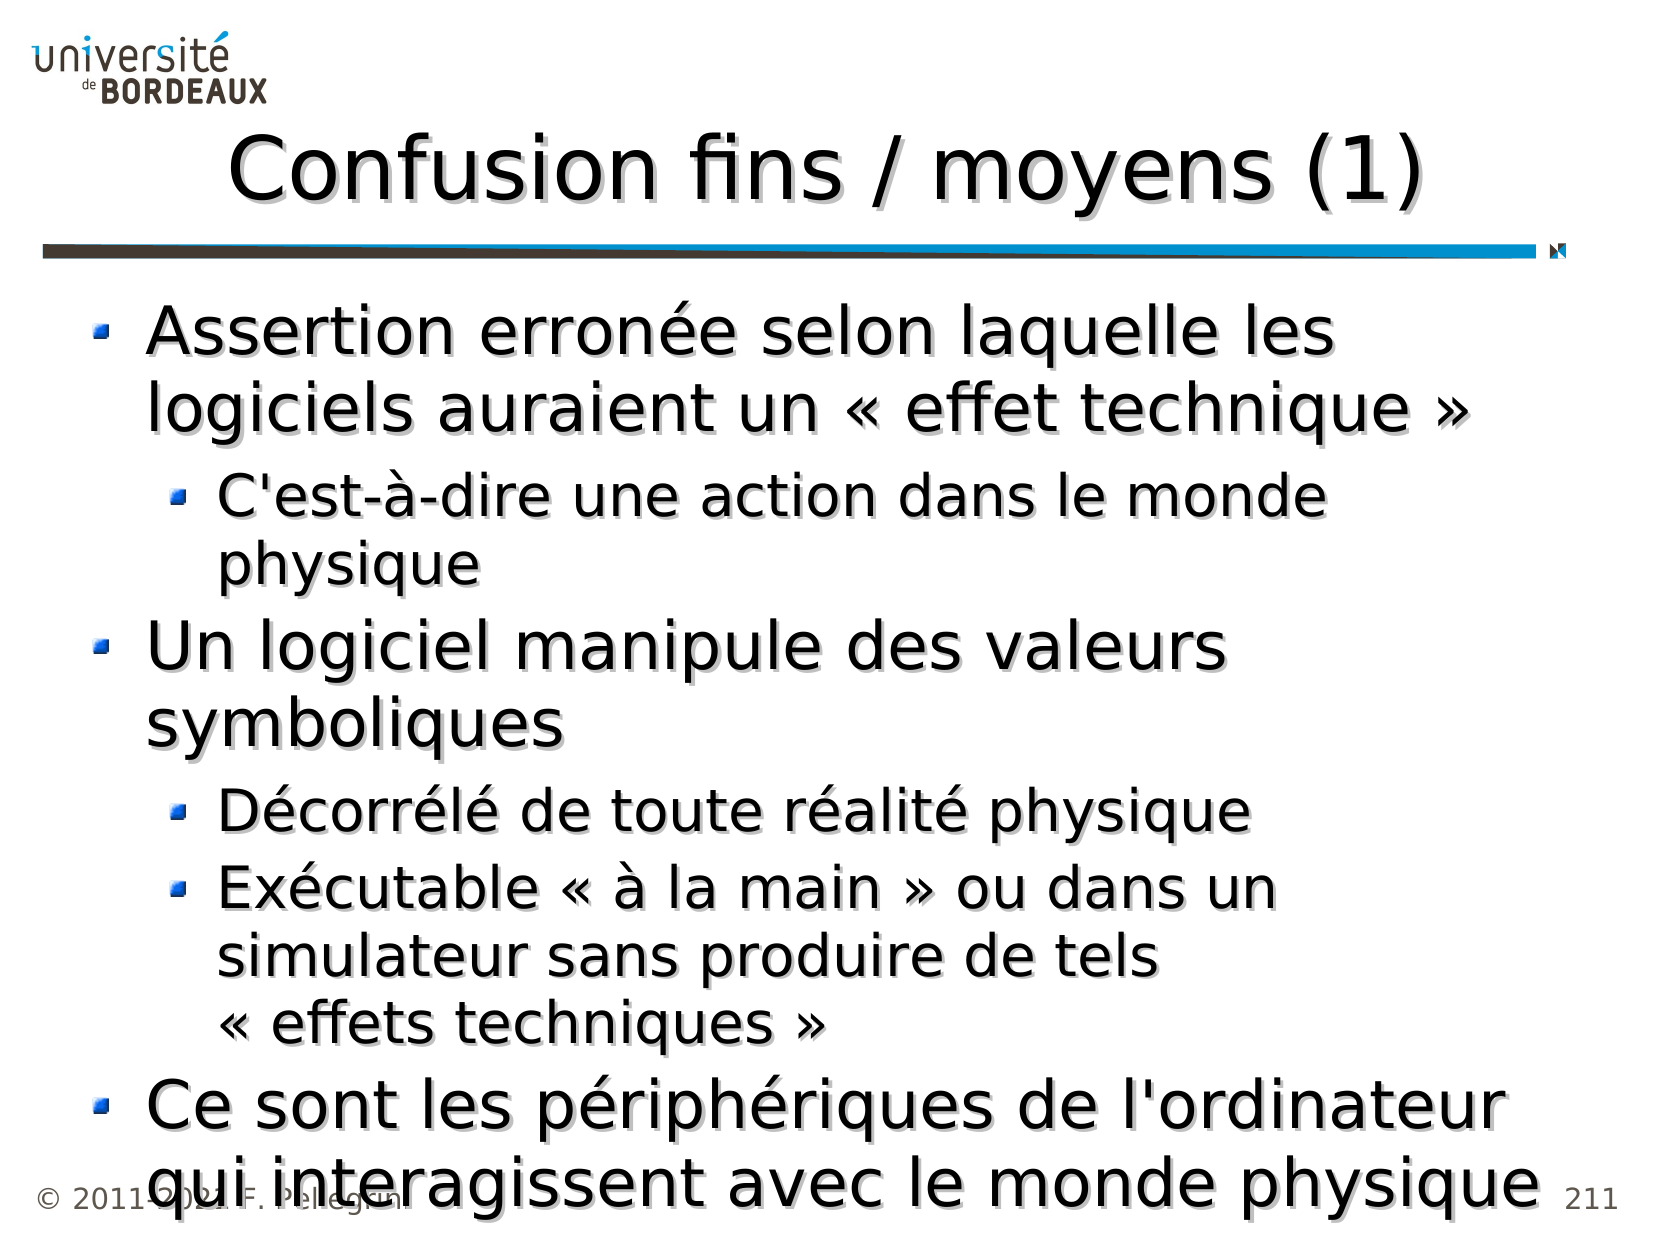 université
de BORDEAUX
Confusion fins / moyens (1)
Assertion erronée selon laquelle les
logiciels auraient un « effet technique »
C'est-à-dire une action dans le monde
physique
Un logiciel manipule des valeurs
symboliques
Décorrélé de toute réalité physique
Exécutable « à la main » ou dans un
simulateur sans produire de tels
« effets techniques »
Ce sont les périphériques de l'ordinateur
qui interagissent avec le monde physique
© 2011-2021 F. Pellegrini
211